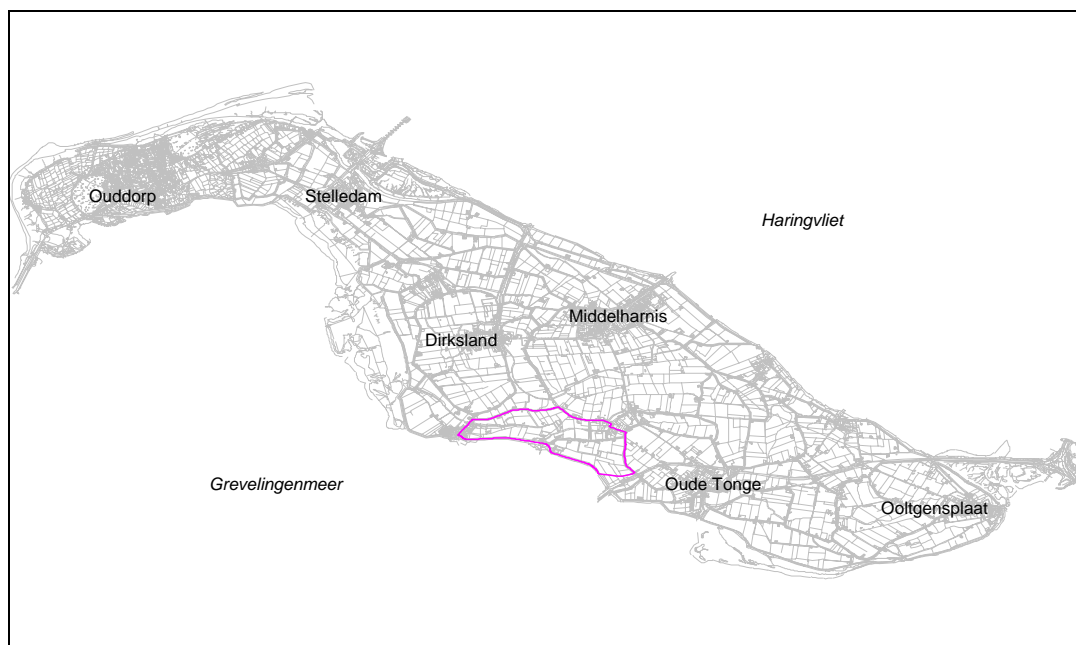 Ouddorp
Stelledam
Haringvliet
Middelharnis
Dirksland
Grevelingenmeer
Oude Tonge
Ooltgensplaat